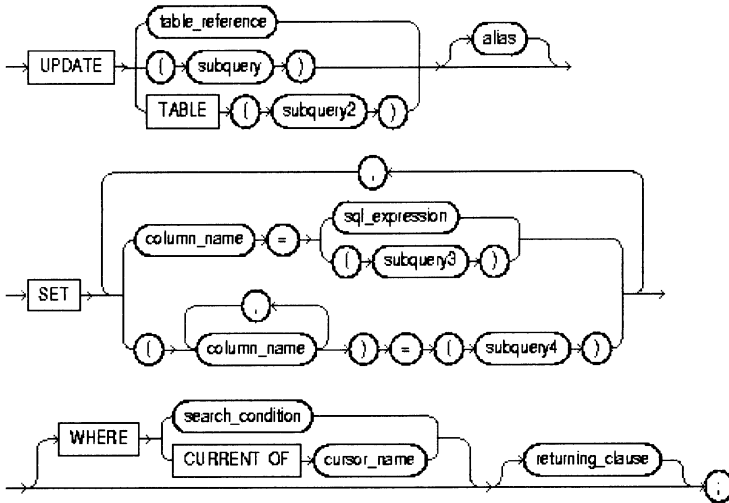 table_reference
alias
UPDATE ( subquery )
TABLE ( subquery2 )
,
sql_expression
column_name =
( subquery3 )
SET
,
( column_name ) = ( subquery4 )
search_condition
WHERE
CURRENT OF cursor_name
returning_clause
;